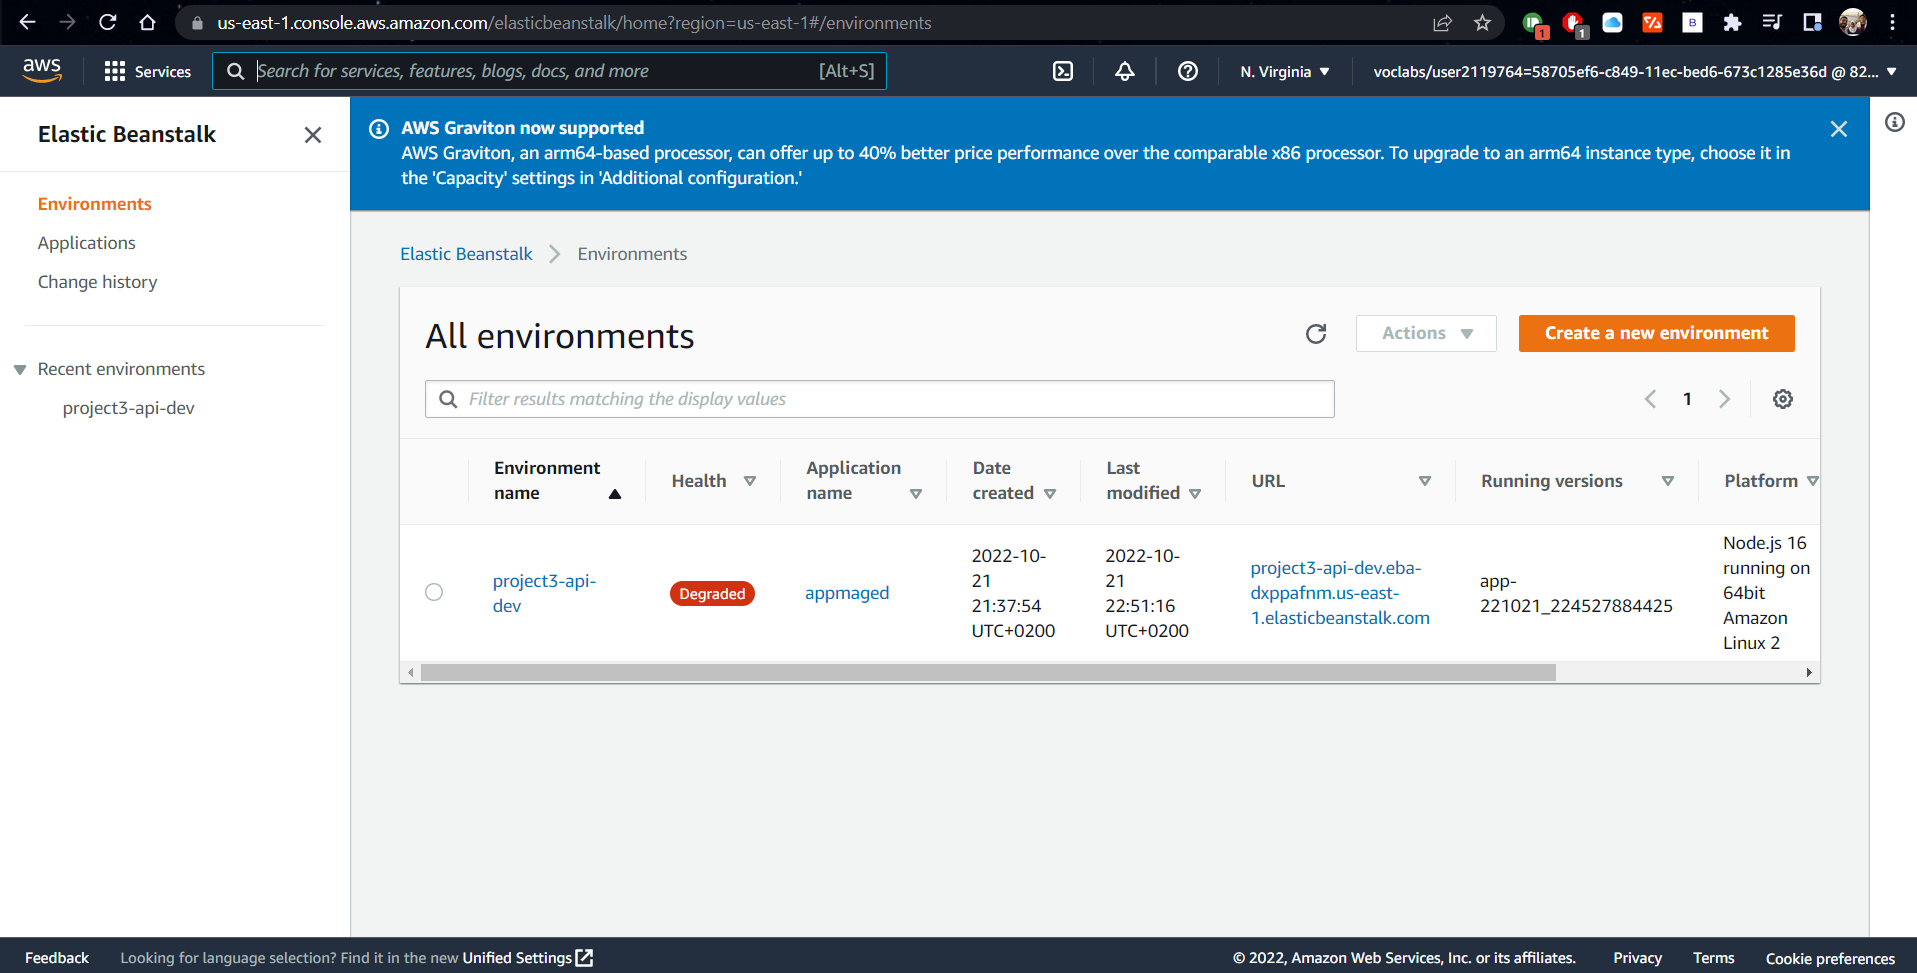 us-east-1.console.aws.amazon.com/elasticbeanstalk/home?region=us-east-1#/environments
1
1
B
aws
Services
Search for services, features, blogs, docs, and more
[Alt+S]
N. Virginia
voclabs/user2119764=58705ef6-c849-11ec-bed6-673c1285e36d @ 82...
Elastic Beanstalk
Environments
Applications
Change history
Recent environments
project3-api-dev
AWS Graviton now supported
AWS Graviton, an arm64-based processor, can offer up to 40% better price performance over the comparable x86 processor. To upgrade to an arm64 instance type, choose it in
the 'Capacity' settings in 'Additional configuration.'
Elastic Beanstalk
Environments
All environments
Actions
Create a new environment
Filter results matching the display values
1
Environment
name
Health
Application
name
Date
created
Last
modified
URL
Running versions
Platform
project3-api-
dev
Degraded
appmaged
2022-10-
21
21:37:54
UTC+0200
2022-10-
21
22:51:16
UTC+0200
project3-api-dev.eba-
dxppafnm.us-east-
1.elasticbeanstalk.com
app-
221021_224527884425
Node.js 16
running on
64bit
Amazon
Linux 2
Feedback
Looking for language selection? Find it in the new Unified Settings
© 2022, Amazon Web Services, Inc. or its affiliates.
Privacy
Terms
Cookie preferences